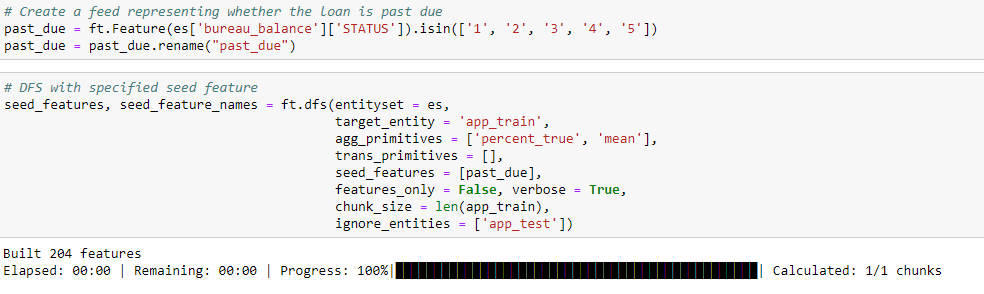 # Create a feed representing whether the loan is past due
past_due = ft.Feature(es['bureau_balance']['STATUS']).isin(['1', '2', '3', '4', '5'])
past_due = past_due.rename("past_due")
# DFS with specified seed feature
seed_features, seed_feature_names = ft.dfs(entityset = es,
target_entity = 'app_train',
agg_primitives = ['percent_true', 'mean'],
trans_primitives = [],
seed_features = [past_due],
features_only = False, verbose = True,
chunk_size = len(app_train),
ignore_entities = ['app_test'])
Built 204 features
Elapsed: 00:00 | Remaining: 00:00 | Progress: 100%| | Calculated: 1/1 chunks